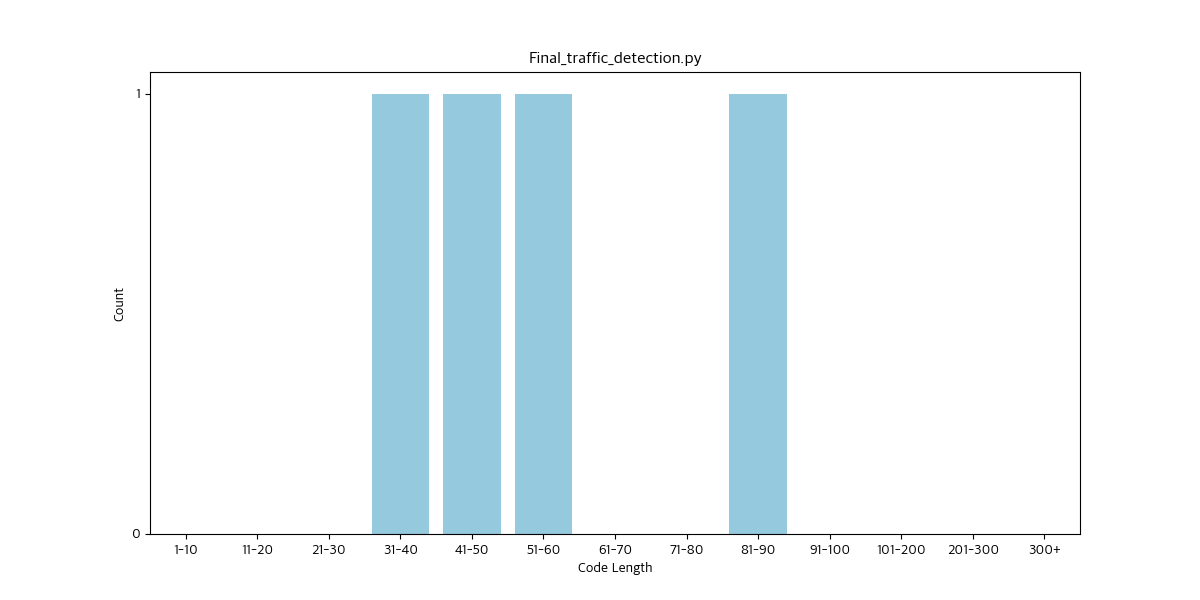 Final_traffic_detection.py
1
0
Count
1-10 11-20 21-30 31-40 41-50 51-60 61-70 71-80 81-90 91-100 101-200 201-300 300+
Code Length